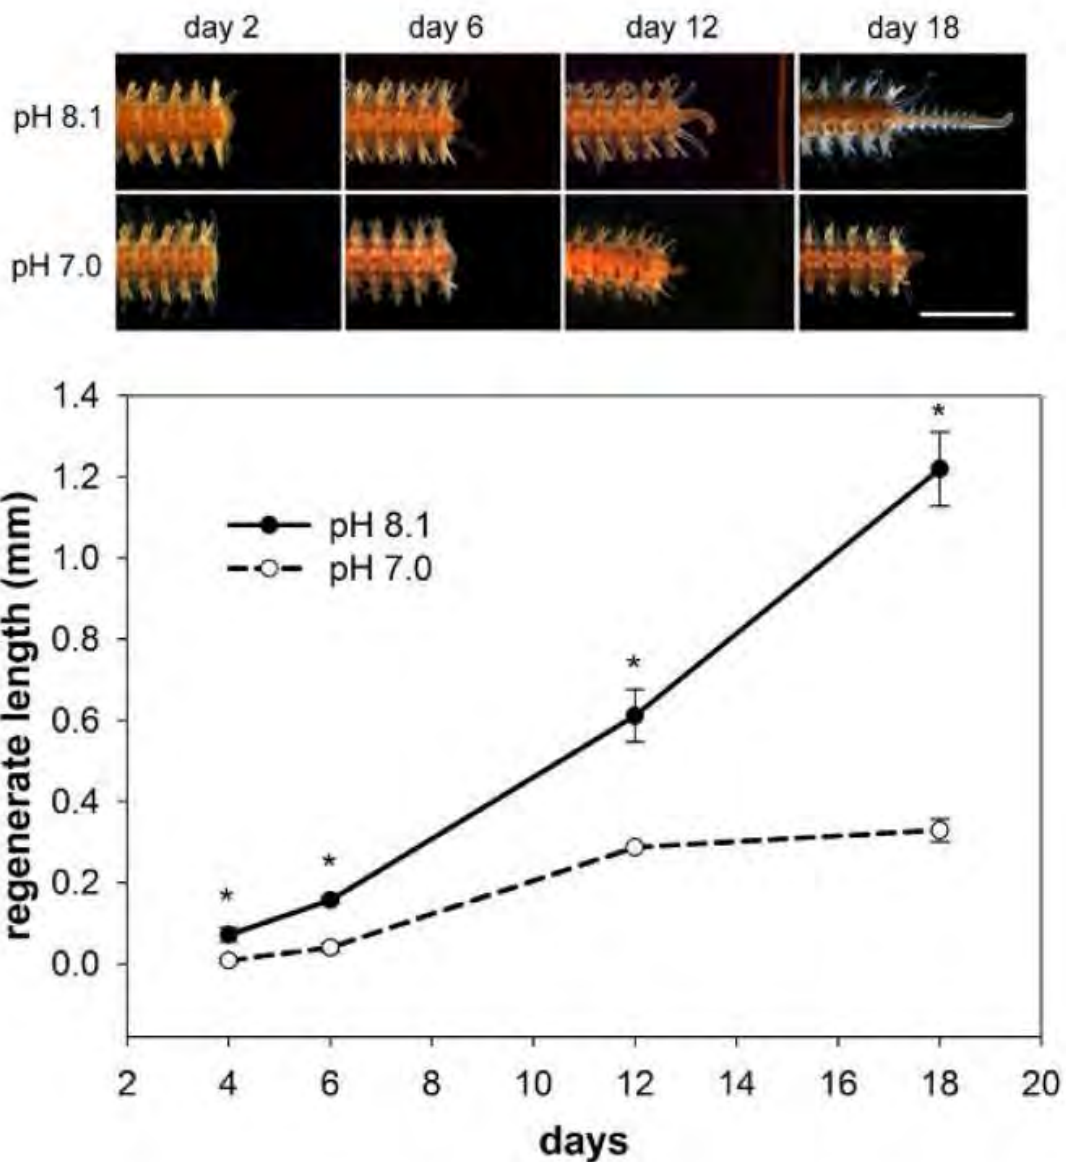 day 2 day 6 day 12 day 18
pH 8.1
pH 7.0
1.4
1.2
1.0
0.8
0.6
0.4
0.2
0.0
regenerate length (mm)
*
*
*
*
pH 8.1
pH 7.0
2 4 6 8 10 12 14 16 18 20
days